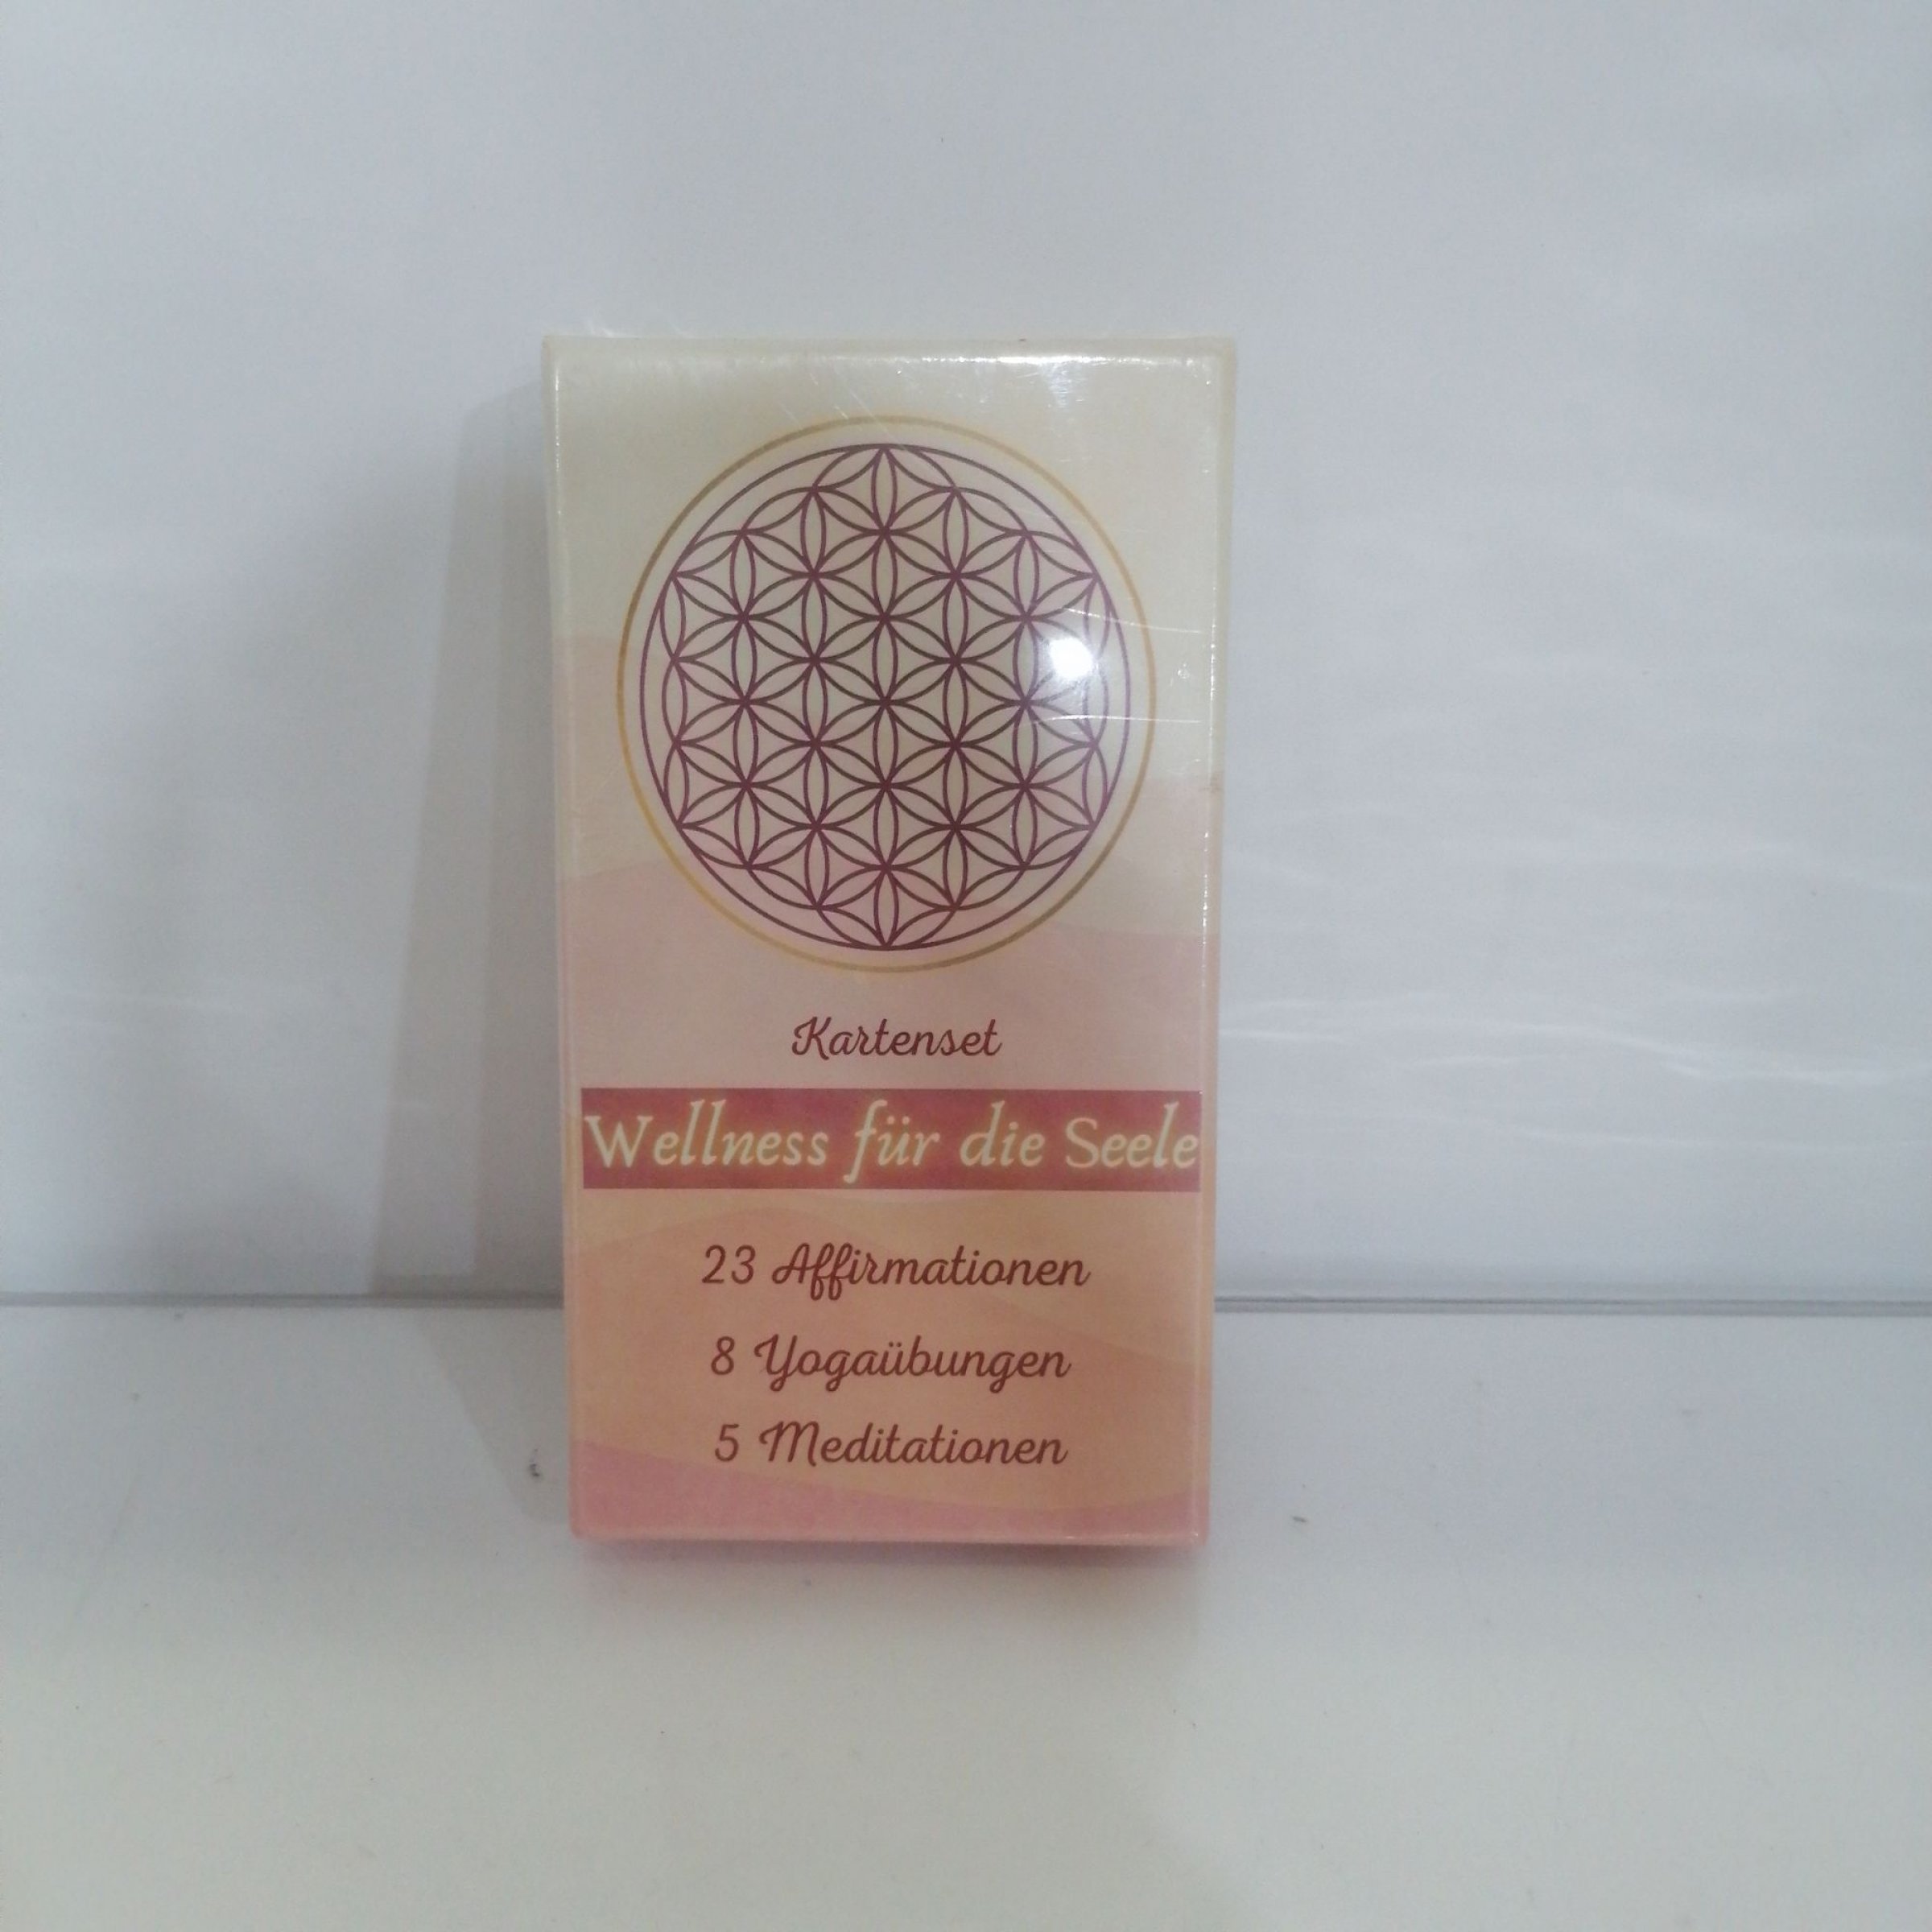 Kartenset
Wellness für die Seele
23 Affirmationen
8 Yogaübungen
5 Meditationen